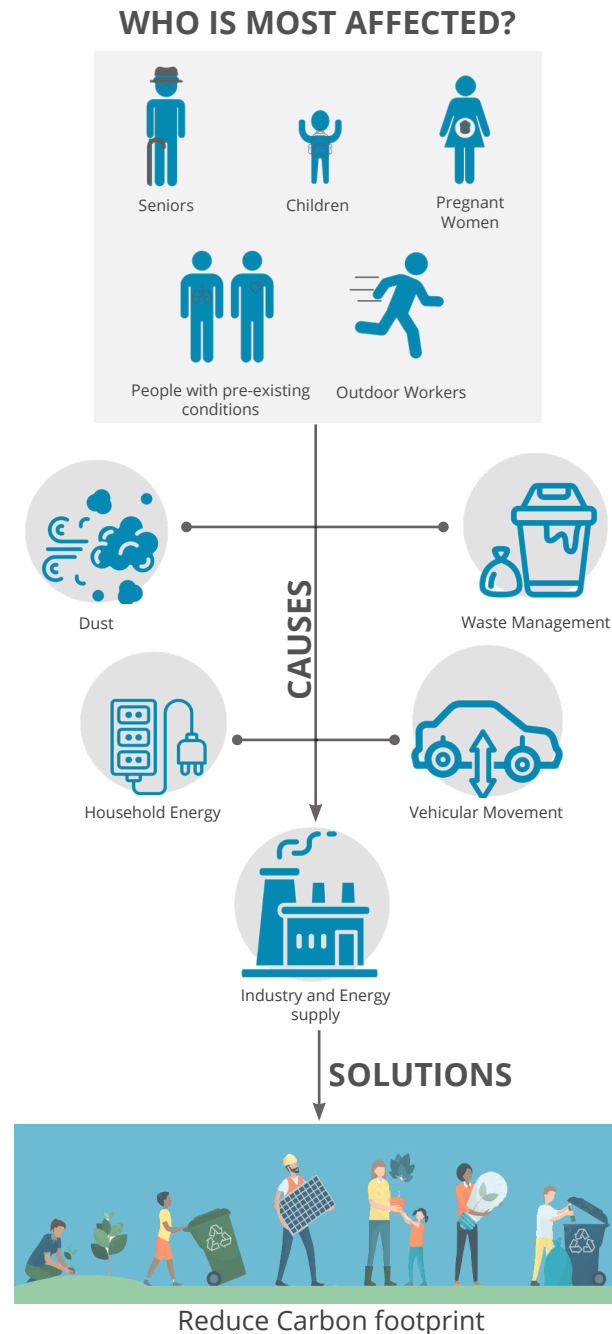 WHO IS MOST AFFECTED?
Seniors
Children
Pregnant
Women
People with pre-existing
conditions
Outdoor Workers
CAUSES
Dust
Waste Management
Household Energy
Vehicular Movement
Industry and Energy
supply
SOLUTIONS
Reduce Carbon footprint